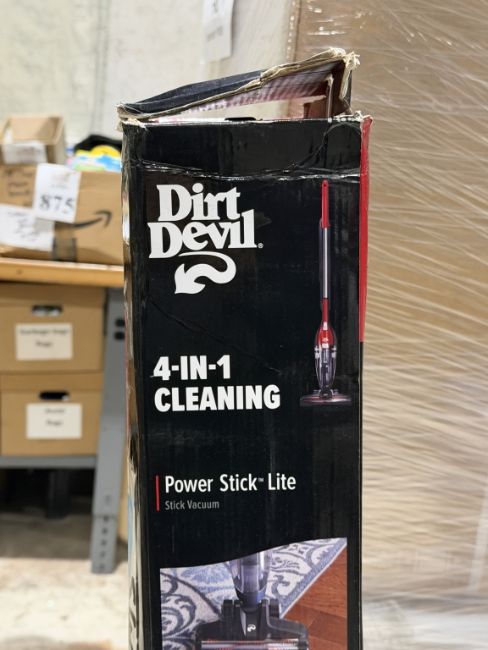 Dirt
Devil®
4-IN-1
CLEANING
Power Stick™ Lite
Stick Vacuum
875